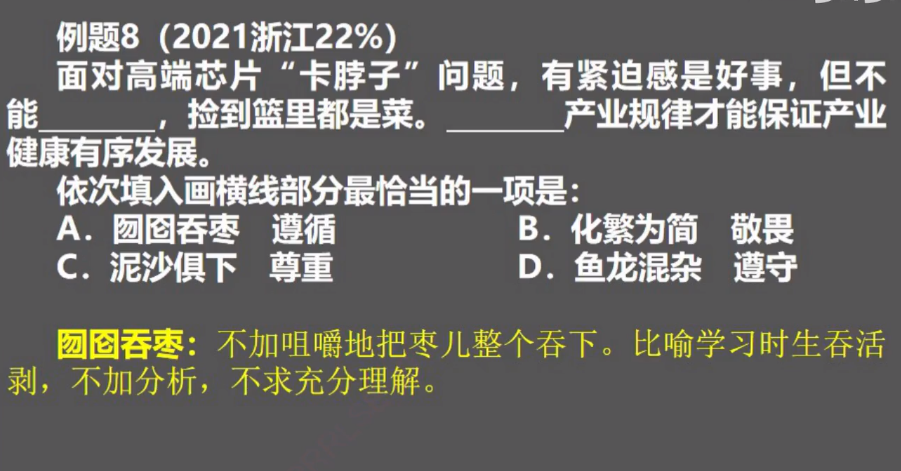 例题8（2021浙江22%）
面对高端芯片“卡脖子”问题，有紧迫感是好事，但不
能________，捡到篮里都是菜。________产业规律才能保证产业
健康有序发展。
依次填入画横线部分最恰当的一项是：
A．囫囵吞枣 遵循 B．化繁为简 敬畏
C．泥沙俱下 尊重 D．鱼龙混杂 遵守
囫囵吞枣：不加咀嚼地把枣儿整个吞下。比喻学习时生吞活
剥，不加分析，不求充分理解。